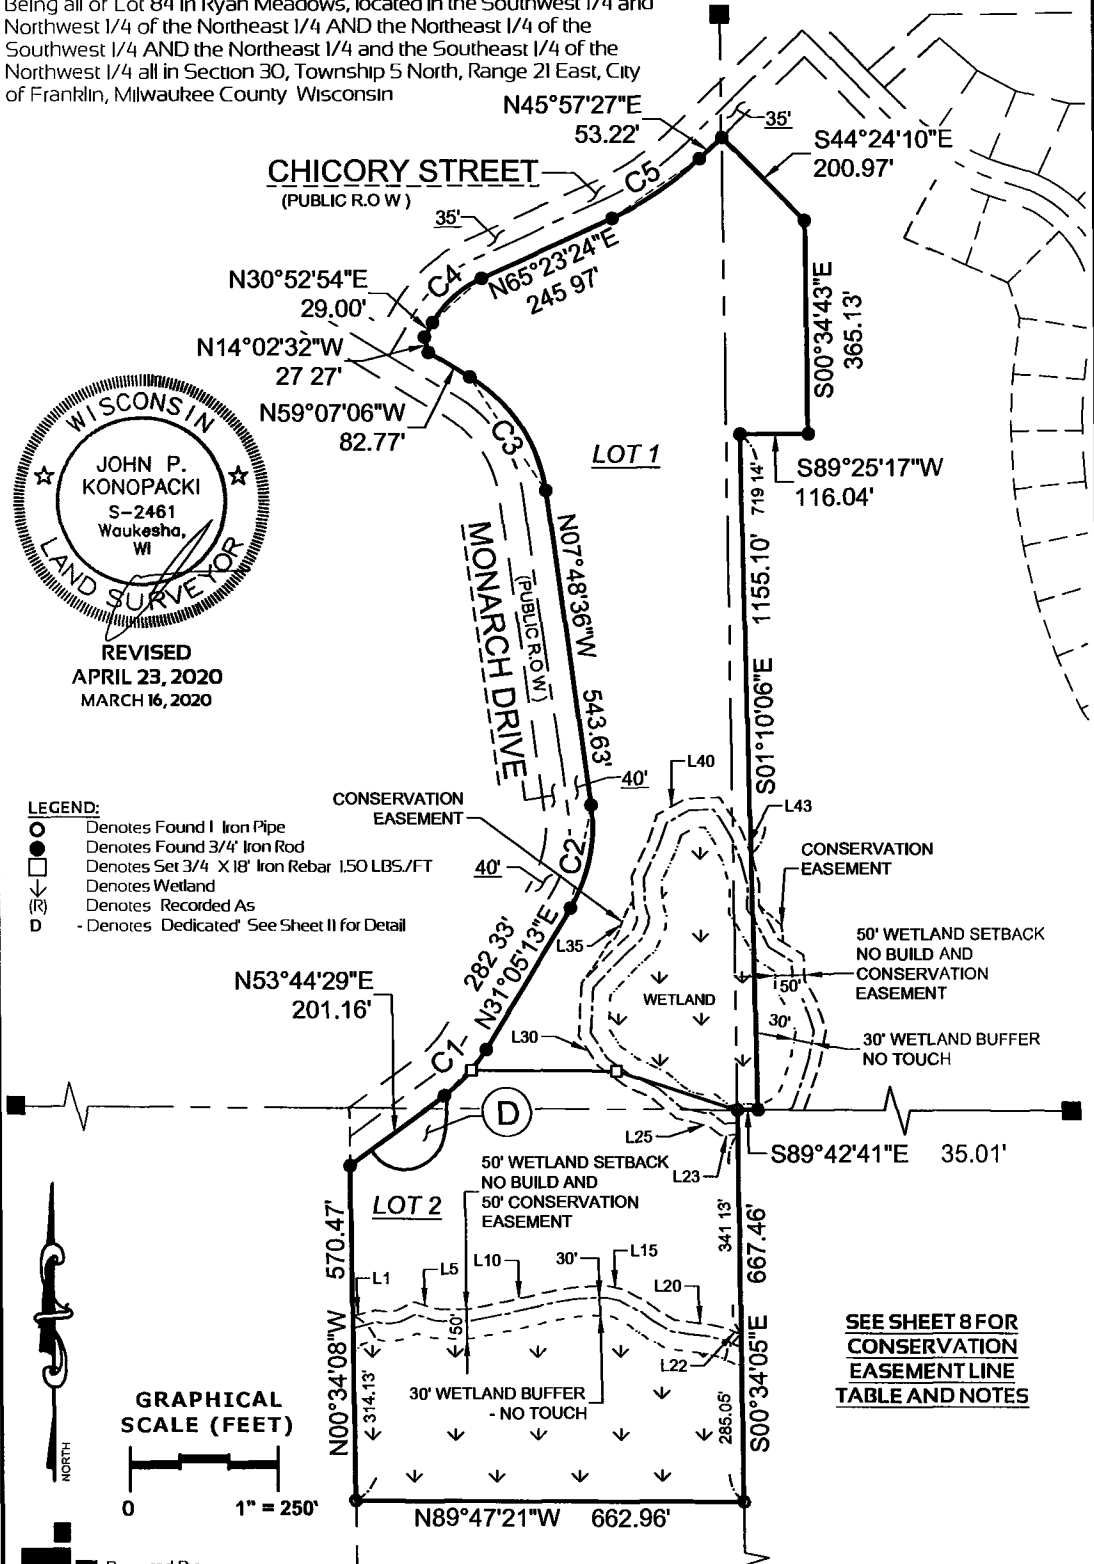 Being all of Lot 84 in Ryan Meadows, located in the Southwest 1/4 and
Northwest 1/4 of the Northeast 1/4 AND the Northeast 1/4 of the
Southwest 1/4 AND the Northeast 1/4 and the Southeast 1/4 of the
Northwest 1/4 all in Section 30, Township 5 North, Range 21 East, City
of Franklin, Milwaukee County Wisconsin
N45°57'27"E
53.22'
35'
S44°24'10"E
200.97'
CHICORY STREET
(PUBLIC R.O W )
C5
35'
N65°23'24"E
245 97'
C4
N30°52'54"E
29.00'
N14°02'32"W
27 27'
N59°07'06"W
82.77'
S00°34'43"E
365.13'
C3
LOT 1
S89°25'17"W
116.04'
719 14'
1155.10'
S01°10'06"E
WISCONSIN
JOHN P.
KONOPACKI
S-2461
Waukesha,
WI
LAND SURVEYOR
REVISED
APRIL 23, 2020
MARCH 16, 2020
MONARCH DRIVE
(PUBLIC R.O W )
N07°48'36"W
543.63'
40'
L40
L43
CONSERVATION
EASEMENT
CONSERVATION
EASEMENT
LEGEND:
Denotes Found 1 Iron Pipe
Denotes Found 3/4' Iron Rod
Denotes Set 3/4 X 18' Iron Rebar 1.50 LBS./FT
Denotes Wetland
(R) Denotes Recorded As
D - Denotes Dedicated' See Sheet 11 for Detail
40'
C2
L35
50' WETLAND SETBACK
NO BUILD AND
CONSERVATION
EASEMENT
50'
WETLAND
30'
30' WETLAND BUFFER
NO TOUCH
282 33'
N31°05'13"E
N53°44'29"E
201.16'
L30
C1
D
L25
L23
S89°42'41"E 35.01'
50' WETLAND SETBACK
NO BUILD AND
50' CONSERVATION
EASEMENT
LOT 2
570.47'
N00°34'08"W
314.13'
341 13'
667.46'
S00°34'05"E
285.05'
L1
L5
L10
30'
L15
L20
50'
L22
30' WETLAND BUFFER
- NO TOUCH
SEE SHEET 8 FOR
CONSERVATION
EASEMENT LINE
TABLE AND NOTES
NORTH
GRAPHICAL
SCALE (FEET)
0 1" = 250'
N89°47'21"W 662.96'